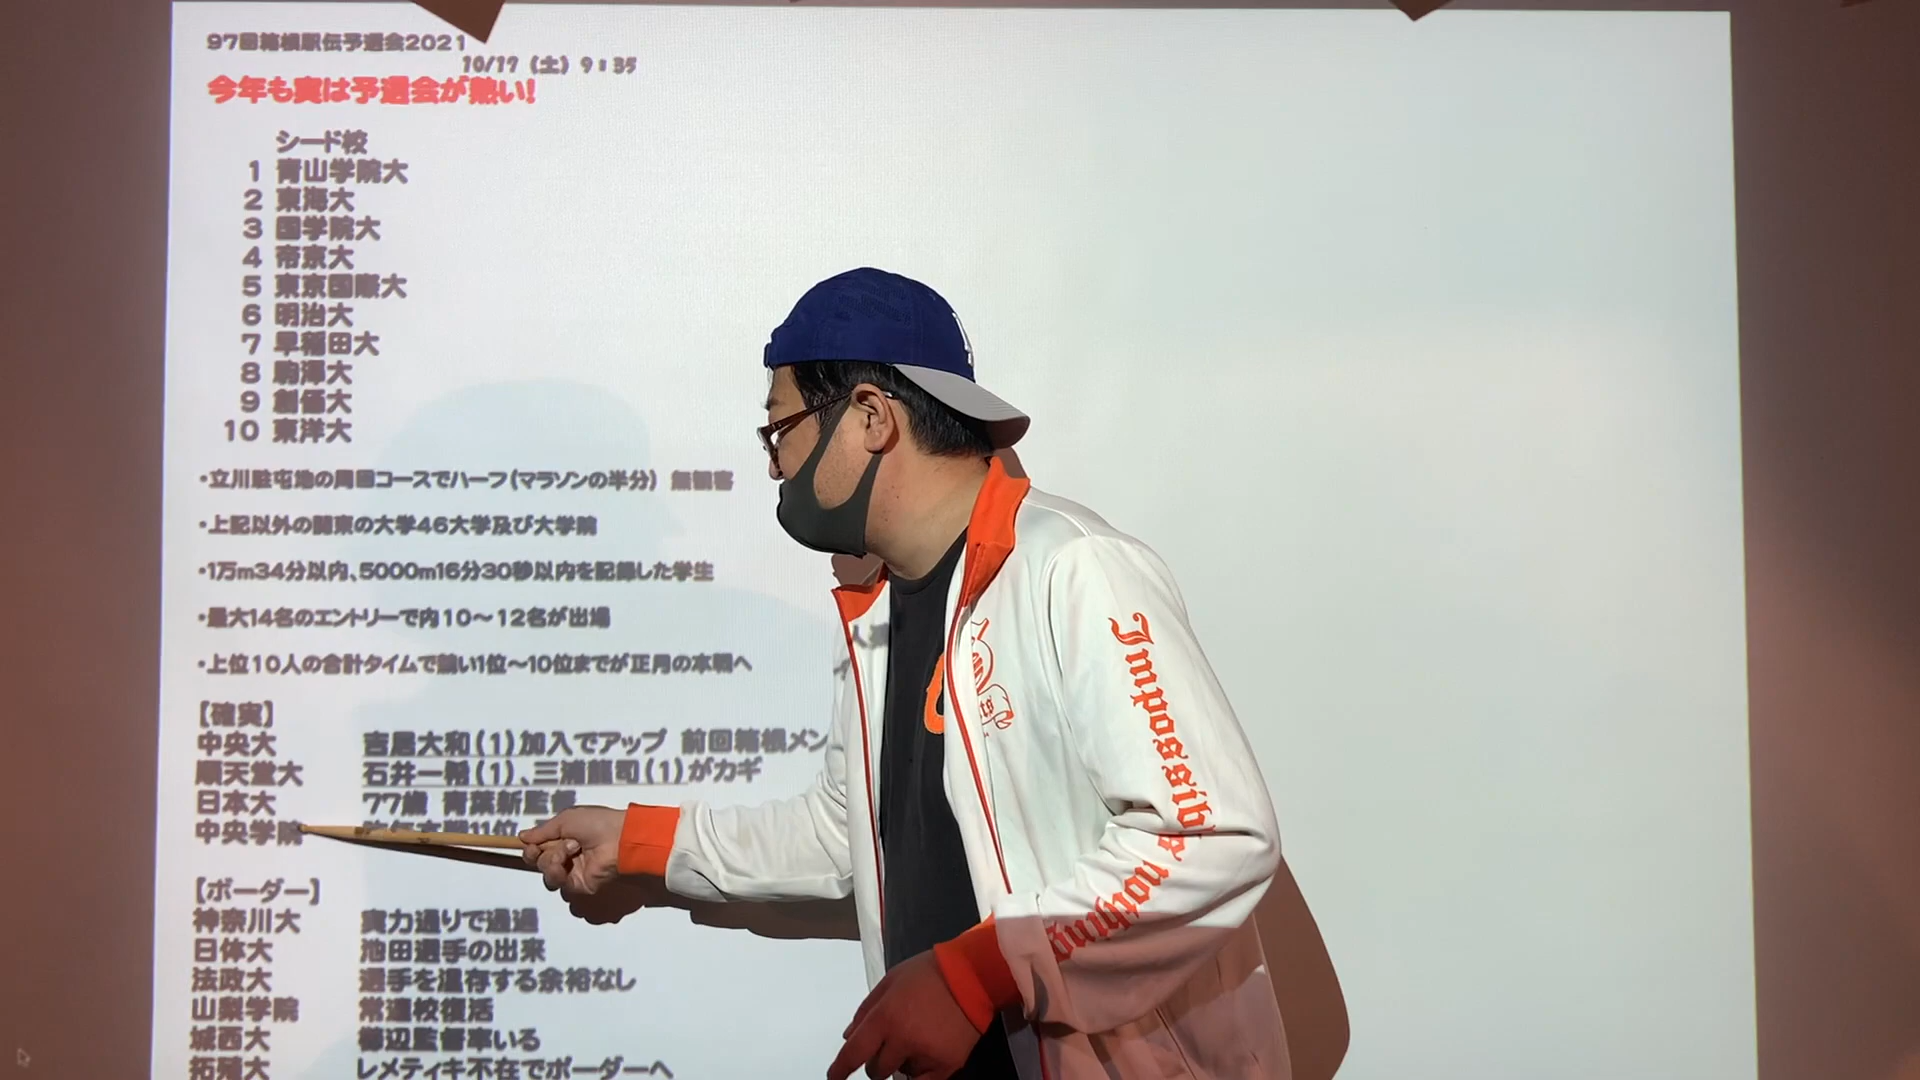 97回箱根駅伝予選会2021
10/17（土）9：35
今年も実は予選会が熱い！
シード校
1 青山学院大
2 東海大
3 国学院大
4 帝京大
5 東京国際大
6 明治大
7 早稲田大
8 駒澤大
9 創価大
10 東洋大
・立川駐屯地の周回コースでハーフ（マラソンの半分） 無観客
・上記以外の関東の大学46大学及び大学院
・1万m34分以内、5000m16分30秒以内を記録した学生
・最大14名のエントリーで内10～12名が出場
・上位10人の合計タイムで競い1位～10位までが正月の本戦へ
【確実】
中央大 吉居大和（1）加入でアップ 前回箱根メン
順天堂大 石井一希（1）、三浦龍司（1）がカギ
日本大 77歳 青葉新監督
中央学院 11位
【ボーダー】
神奈川大 実力通りで通過
日体大 池田選手の出来
法政大 選手を温存する余裕なし
山梨学院 常連校復活
城西大 櫛辺監督率いる
拓殖大 レメティキ不在でボーダーへ
Impossible nothing